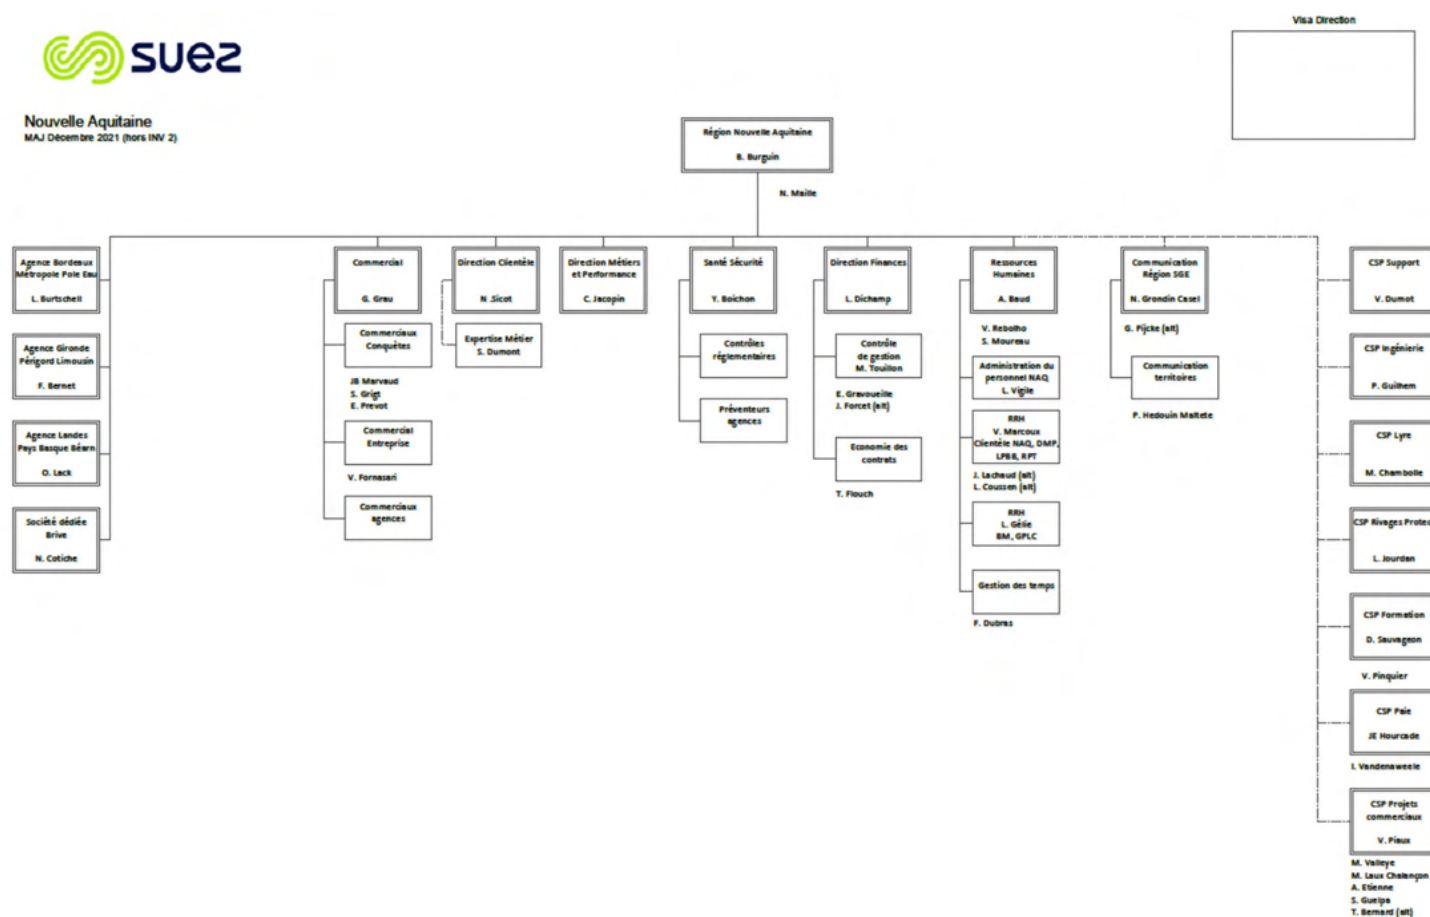 suez
Visa Direction
Nouvelle Aquitaine
MAJ Décembre 2021 (hors INV 2)
Région Nouvelle Aquitaine
B. Burguin
N. Maille
Agence Bordeaux
Métropole Pole Eau
L. Burtschell
Agence Gironde
Périgord Limousin
F. Bernet
Agence Landes
Pays Basque Béarn
O. Lack
Société dédiée
Brive
N. Cotiche
Commercial
G. Grau
Commerciaux
Conquêtes
JB Marvaud
S. Grigt
E. Prevot
Commercial
Entreprise
V. Fornasari
Commerciaux
agences
Direction Clientèle
N. Sicot
Expertise Métier
S. Dumont
Direction Métiers
et Performance
C. Jacopin
Santé Sécurité
Y. Boichon
Contrôles
réglementaires
Préventeurs
agences
Direction Finances
L. Dichamp
Contrôle
de gestion
M. Touillon
E. Gravoueille
J. Forcet (alt)
Economie des
contrats
T. Flouch
Ressources
Humaines
A. Baud
V. Rebolho
S. Moureau
Administration du
personnel NAQ
L. Vigile
RRH
V. Marcoux
Clientèle NAQ, DMP,
LPBB, RPT
J. Lachaud (alt)
L. Coussen (alt)
RRH
L. Gélie
BM, GPLC
Gestion des temps
F. Dubras
Communication
Région SGE
N. Grondin Casel
G. Pijcke (alt)
Communication
territoires
P. Hedouin Maltete
CSP Support
V. Dumot
CSP Ingénierie
P. Guilhem
CSP Lyre
M. Chambolle
CSP Rivages Protec
L. Jourdan
CSP Formation
D. Sauvageon
V. Pinquier
CSP Paie
JE Hourcade
I. Vandenaweele
CSP Projets
commerciaux
V. Piaux
M. Valleye
M. Laux Chalançon
A. Etienne
S. Guelpa
T. Bernard (alt)